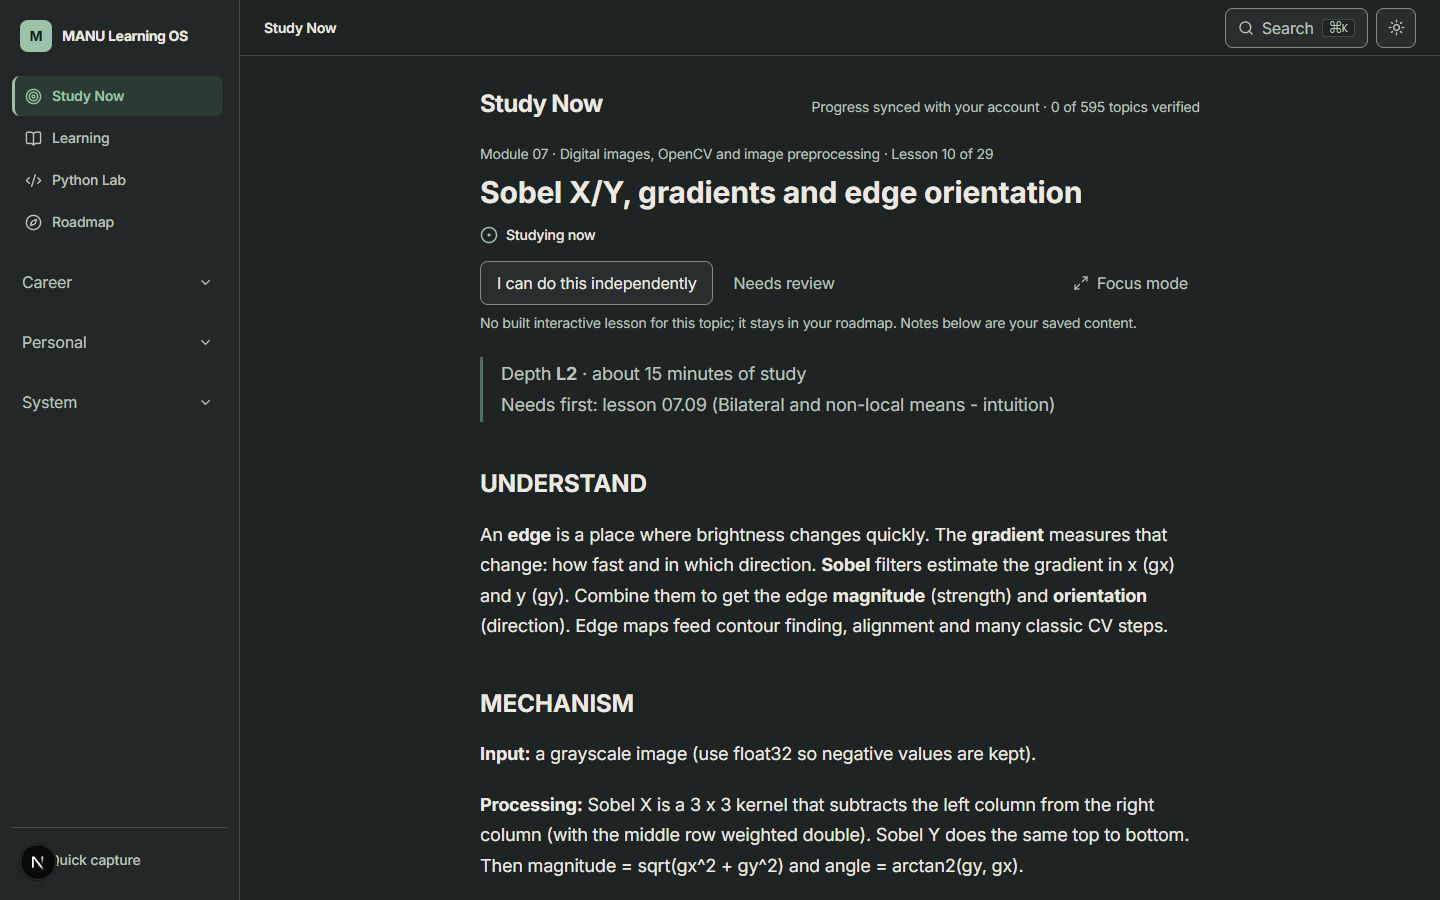 M MANU Learning OS
Study Now
Learning
Python Lab
Roadmap
Career
Personal
System
N uick capture
Study Now
Search ⌘K
Study Now
Progress synced with your account · 0 of 595 topics verified
Module 07 · Digital images, OpenCV and image preprocessing · Lesson 10 of 29
Sobel X/Y, gradients and edge orientation
Studying now
I can do this independently
Needs review
Focus mode
No built interactive lesson for this topic; it stays in your roadmap. Notes below are your saved content.
Depth L2 · about 15 minutes of study
Needs first: lesson 07.09 (Bilateral and non-local means - intuition)
UNDERSTAND
An edge is a place where brightness changes quickly. The gradient measures that
change: how fast and in which direction. Sobel filters estimate the gradient in x (gx)
and y (gy). Combine them to get the edge magnitude (strength) and orientation
(direction). Edge maps feed contour finding, alignment and many classic CV steps.
MECHANISM
Input: a grayscale image (use float32 so negative values are kept).
Processing: Sobel X is a 3 x 3 kernel that subtracts the left column from the right
column (with the middle row weighted double). Sobel Y does the same top to bottom.
Then magnitude = sqrt(gx^2 + gy^2) and angle = arctan2(gy, gx).